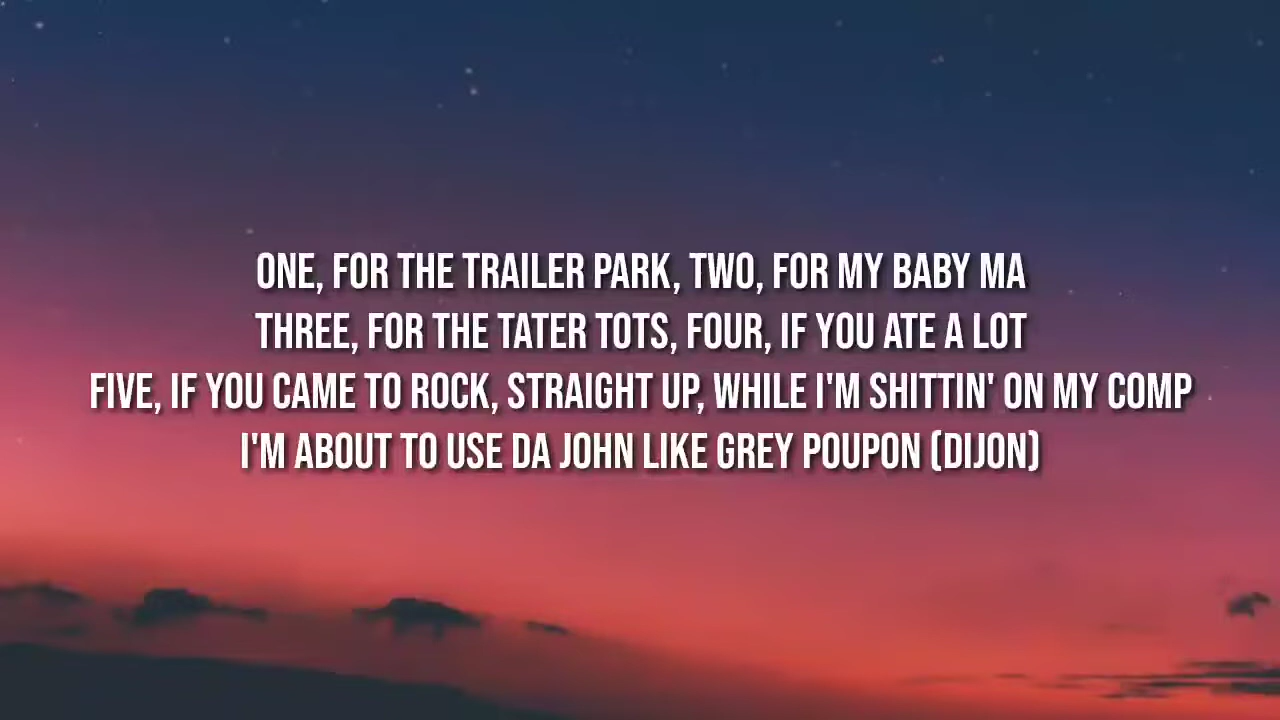 ONE, FOR THE TRAILER PARK, TWO, FOR MY BABY MA
THREE, FOR THE TATER TOTS, FOUR, IF YOU ATE A LOT
FIVE, IF YOU CAME TO ROCK, STRAIGHT UP, WHILE I'M SHITTIN' ON MY COMP
I'M ABOUT TO USE DA JOHN LIKE GREY POUPON (DIJON)